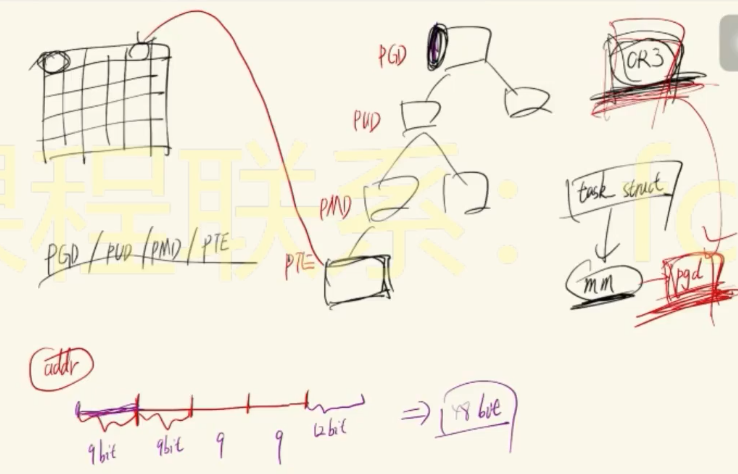 PGD
CR3
PUD
task struct
PMD
PGD / PUD / PMD / PTE
PTE
mm
pgd
课程联系：fc
addr
9bit 9bit 9 9 12bit
=> 48 bit